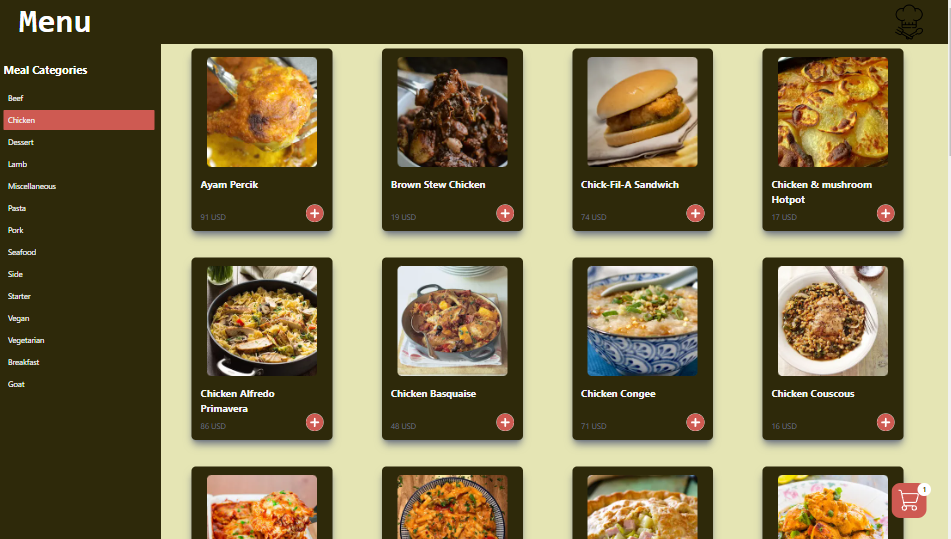 Menu
Meal Categories
Beef
Chicken
Dessert
Lamb
Miscellaneous
Pasta
Pork
Seafood
Side
Starter
Vegan
Vegetarian
Breakfast
Goat
Ayam Percik
91 USD
Brown Stew Chicken
19 USD
Chick-Fil-A Sandwich
74 USD
Chicken & mushroom
Hotpot
17 USD
Chicken Alfredo
Primavera
86 USD
Chicken Basquaise
48 USD
Chicken Congee
71 USD
Chicken Couscous
16 USD
1